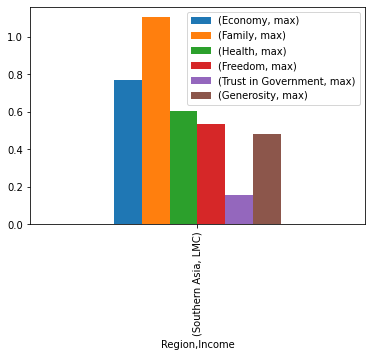 (Economy, max)
(Family, max)
(Health, max)
(Freedom, max)
(Trust in Government, max)
(Generosity, max)
1.0
0.8
0.6
0.4
0.2
0.0
(Southern Asia, LMC)
Region,Income